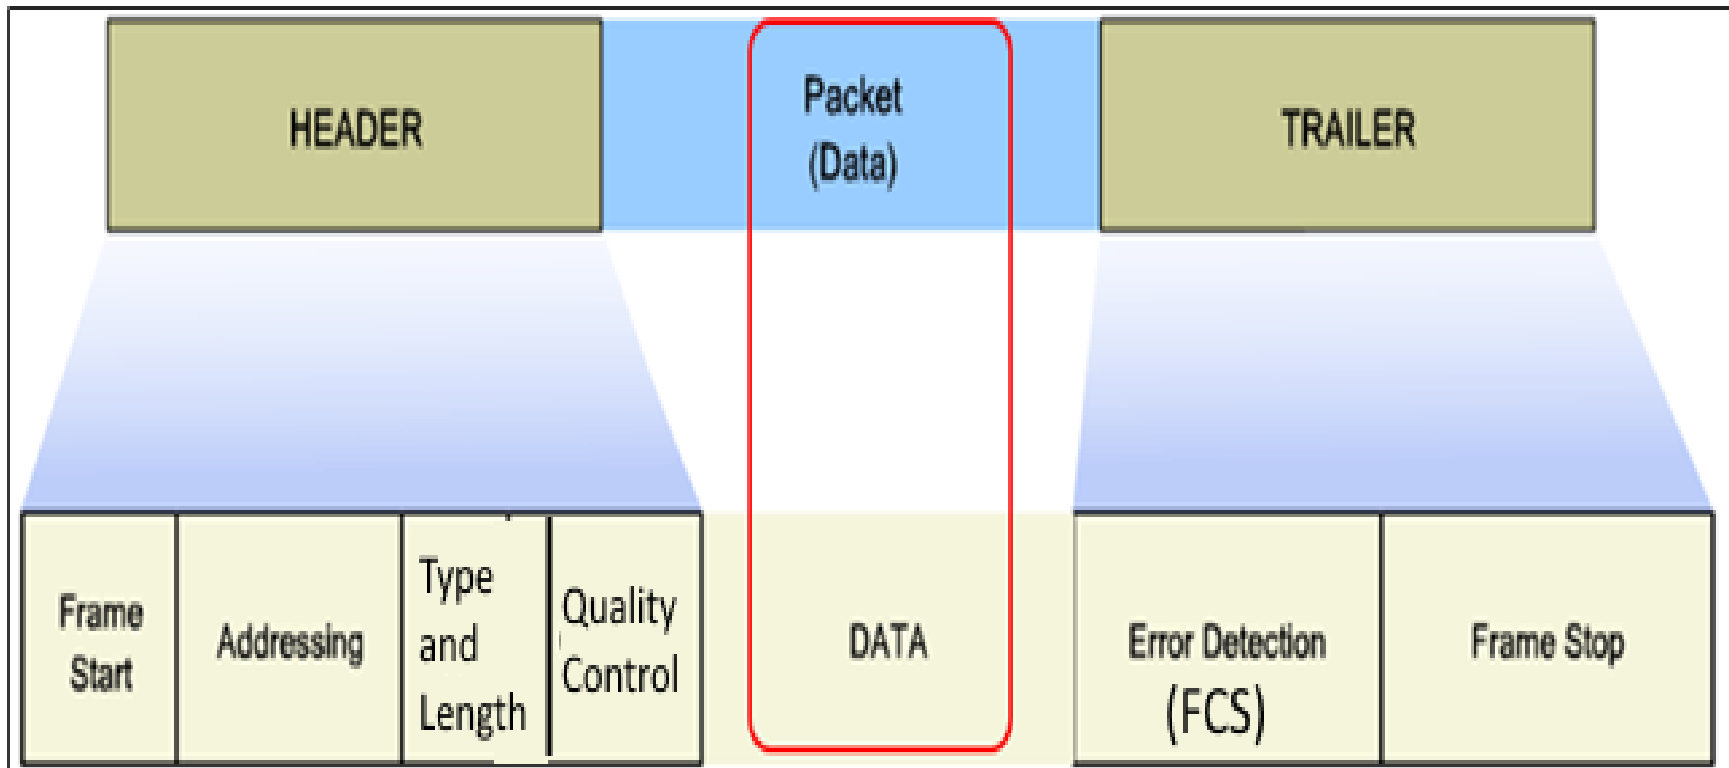 HEADER
Packet
(Data)
TRAILER
Frame
Start
Addressing
Type
and
Length
Quality
Control
DATA
Error Detection
(FCS)
Frame Stop